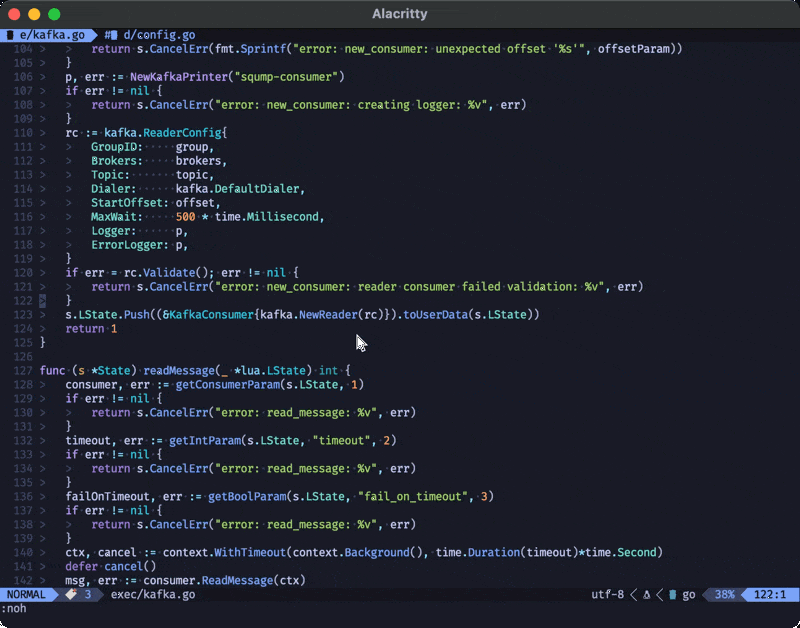 Alacritty
e/kafka.go # d/config.go
104 > > return s.CancelErr(fmt.Sprintf("error: new_consumer: unexpected offset '%s'", offsetParam))
105 > }
106 > p, err := NewKafkaPrinter("sqump-consumer")
107 > if err != nil {
108 > > return s.CancelErr("error: new_consumer: creating logger: %v", err)
109 > }
110 > rc := kafka.ReaderConfig{
111 > > GroupID:·····group,
112 > > Brokers:·····brokers,
113 > > Topic:·······topic,
114 > > Dialer:······kafka.DefaultDialer,
115 > > StartOffset: offset,
116 > > MaxWait:·····500 * time.Millisecond,
117 > > Logger:······p,
118 > > ErrorLogger: p,
119 > }
120 > if err = rc.Validate(); err != nil {
121 > > return s.CancelErr("error: new_consumer: reader consumer failed validation: %v", err)
122 > }
123 > s.LState.Push((&KafkaConsumer{kafka.NewReader(rc)}).toUserData(s.LState))
124 > return 1
125 }
126
127 func (s *State) readMessage(_ *lua.LState) int {
128 > consumer, err := getConsumerParam(s.LState, 1)
129 > if err != nil {
130 > > return s.CancelErr("error: read_message: %v", err)
131 > }
132 > timeout, err := getIntParam(s.LState, "timeout", 2)
133 > if err != nil {
134 > > return s.CancelErr("error: read_message: %v", err)
135 > }
136 > failOnTimeout, err := getBoolParam(s.LState, "fail_on_timeout", 3)
137 > if err != nil {
138 > > return s.CancelErr("error: read_message: %v", err)
139 > }
140 > ctx, cancel := context.WithTimeout(context.Background(), time.Duration(timeout)*time.Second)
141 > defer cancel()
142 > msg, err := consumer.ReadMessage(ctx)
NORMAL 3 exec/kafka.go utf-8 go 38% 122:1
:noh